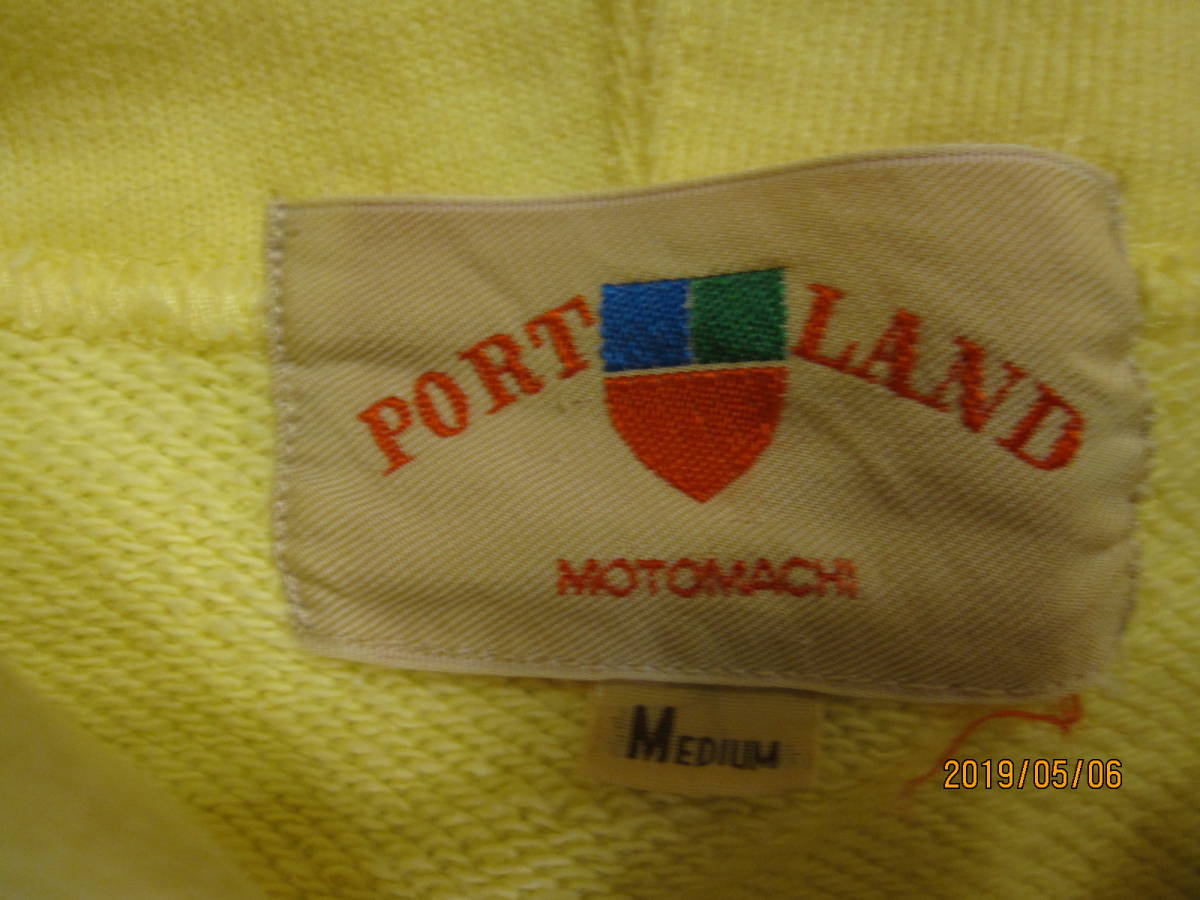 PORT LAND
MOTOMACHI
MEDIUM
2019/05/06